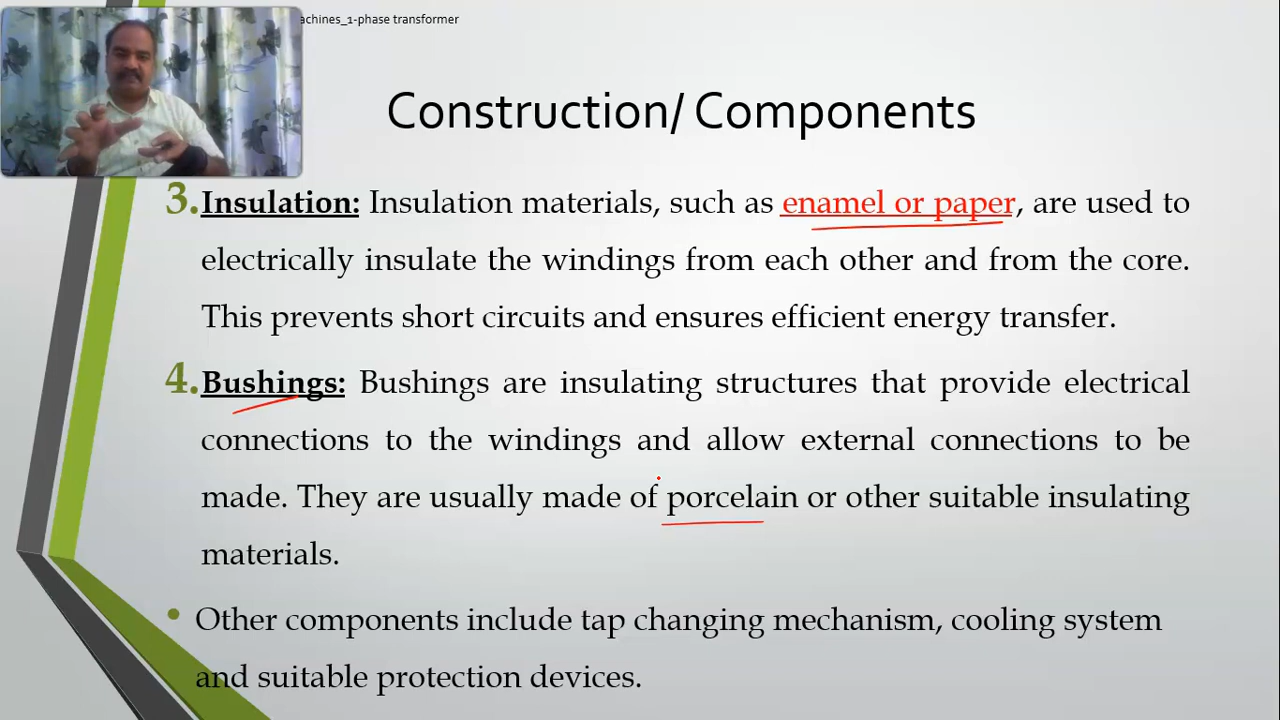 achines_1-phase transformer
Construction/ Components
3. Insulation: Insulation materials, such as enamel or paper, are used to
electrically insulate the windings from each other and from the core.
This prevents short circuits and ensures efficient energy transfer.
4. Bushings: Bushings are insulating structures that provide electrical
connections to the windings and allow external connections to be
made. They are usually made of porcelain or other suitable insulating
materials.
• Other components include tap changing mechanism, cooling system
and suitable protection devices.